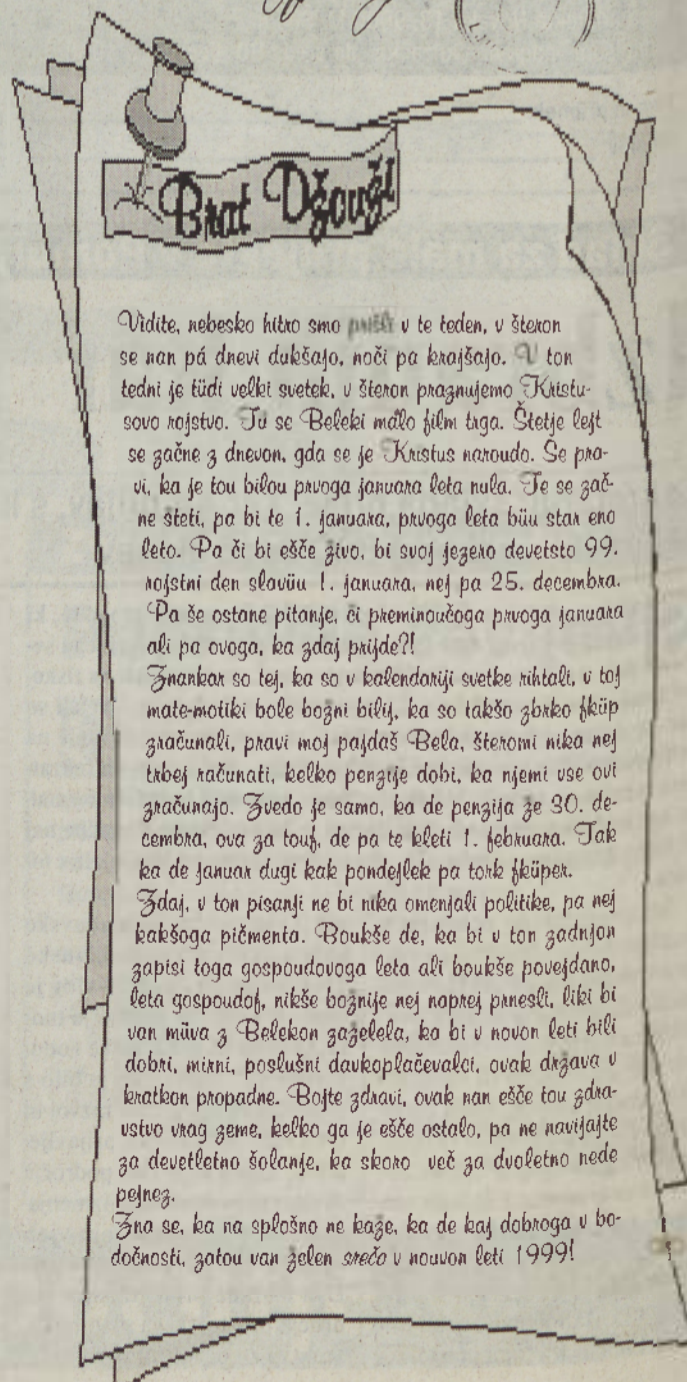 Brat Džouži
Vidite, nebesko hitro smo prišli v te teden, v šteron
se nan pá dnevi dukšajo, noči pa krajšajo. V ton
tedni je tüdi velki svetek, v šteron praznujemo Kristu-
sovo rojstvo. Tu se Beleki malo film trga. Štetje lejt
se začne z dnevon, gda se je Kristus naroudo. Se pra-
vi, ka je tou bilou prvoga januara leta nula. Te se zač-
ne šteti, pa bi te 1. januara, prvoga leta biiu star eno
leto. Pa či bi ešče živo, bi svoj jezero devetsto 99.
rojstni den slaviiu 1. januara, nej pa 25. decembra.
Pa še ostane pitanje, či preminoučoga prvoga januara
ali pa ovoga, ka zdaj prijde?!
Znankar so tej, ka so v kalendariji svetke rihtali, v toj
mate-motiki bole božni bilij, ka so takšo zbrko fküp
zračunali, pravi moj pajdaš Bela, šteromi nika nej
trbej računati, kelko penzije dobi, ka njemi vse ovi
zračunajo. Zvedo je samo, ka de penzija že 30. de-
cembra, ova za touf, de pa te kleti 1. februara. Tak
ka de januar dugi kak pondejlek pa tork fküper.
Zdaj, v ton pisanji ne bi nika omenjali politike, pa nej
kakšoga pičmenta. Boukše de, ka bi v ton zadnjon
zapisi toga gospoudovoga leta ali boukše povejdano,
leta gospoudof, nikše božnije nej naprej prnesli, liki bi
van müva z Belekon zaželela, ka bi v novon leti bili
dobri, mirni, poslušni davkoplačevalci, ovak država v
kratkon propadne. Bojte zdravi, ovak nan ešče tou zdra-
vstvo vrag zeme, kelko ga je ešče ostalo, pa ne navijajte
za devetletno šolanje, ka skoro več za dvoletno nede
pejnez.
Zna se, ka na splošno ne kaže, ka de kaj dobroga v bo-
dočnosti, zatou van želen srečo v nouvon leti 1999!